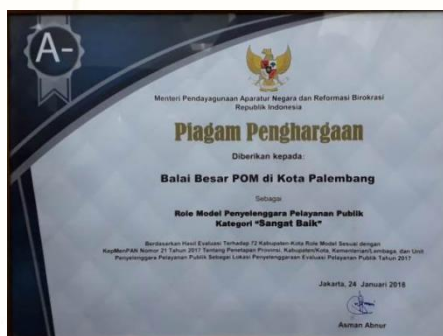 A-
Menteri Pendayagunaan Aparatur Negara dan Reformasi Birokrasi
Republik Indonesia
Piagam Penghargaan
Diberikan kepada:
Balai Besar POM di Kota Palembang
Sebagai
Role Model Penyelenggara Pelayanan Publik
Kategori "Sangat Baik"
Berdasarkan Hasil Evaluasi Terhadap 72 Kabupaten-Kota Role Model Sesuai dengan
KepMenPAN Nomor 21 Tahun 2017 Tentang Penetapan Provinsi, Kabupaten/Kota, Kementerian/Lembaga, dan Unit
Penyelenggara Pelayanan Publik Sebagai Lokasi Penyelenggaraan Evaluasi Pelayanan Publik Tahun 2017
Jakarta, 24 Januari 2018
Asman Abnur